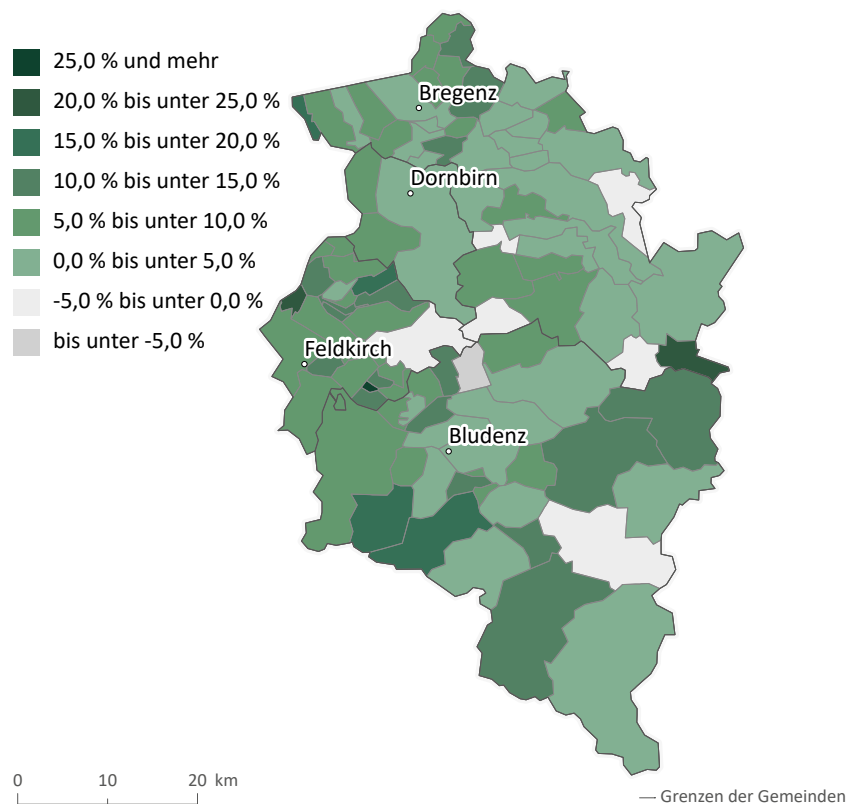 25,0 % und mehr
20,0 % bis unter 25,0 %
15,0 % bis unter 20,0 %
10,0 % bis unter 15,0 %
5,0 % bis unter 10,0 %
0,0 % bis unter 5,0 %
-5,0 % bis unter 0,0 %
bis unter -5,0 %
Bregenz
Dornbirn
Feldkirch
Bludenz
0 10 20 km
Grenzen der Gemeinden